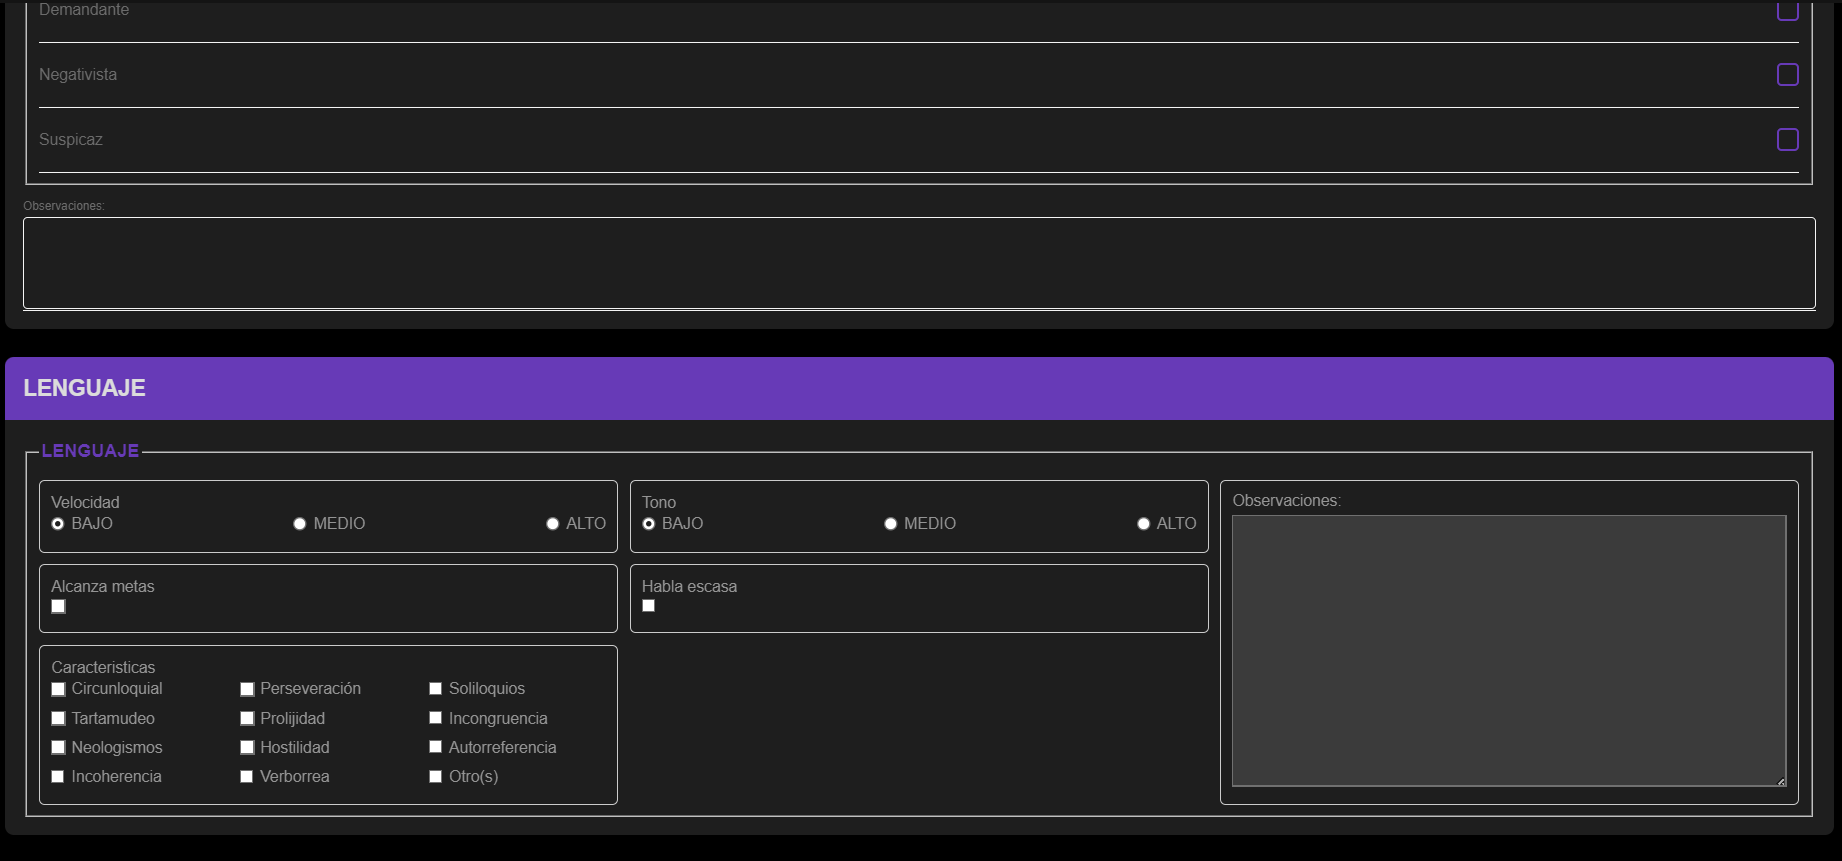 Demandante
Negativista
Suspicaz
Observaciones:
LENGUAJE
LENGUAJE
Velocidad
BAJO MEDIO ALTO
Tono
BAJO MEDIO ALTO
Observaciones:
Alcanza metas
Habla escasa
Caracteristicas
Circunloquial Perseveración Soliloquios
Tartamudeo Prolijidad Incongruencia
Neologismos Hostilidad Autorreferencia
Incoherencia Verborrea Otro(s)